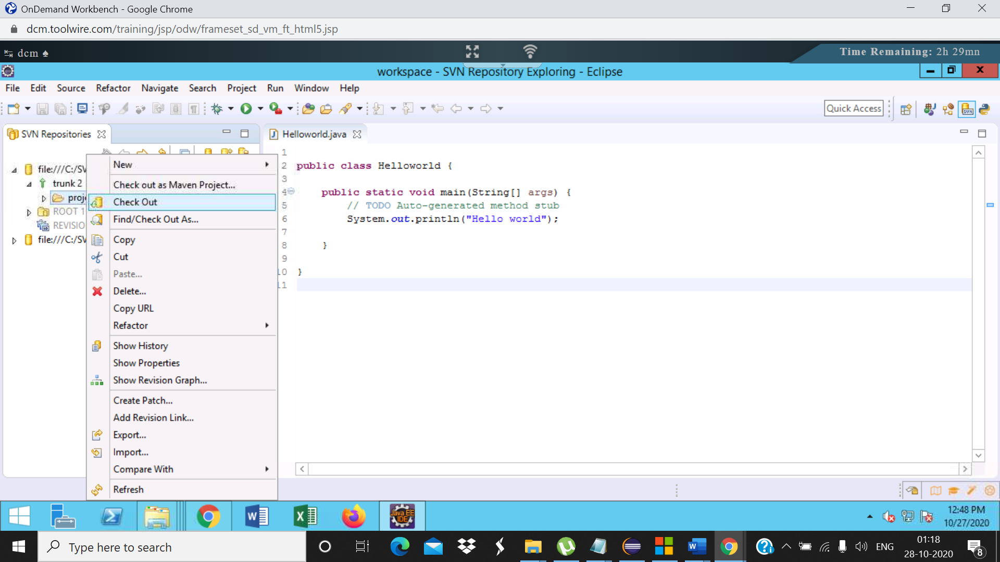 OnDemand Workbench - Google Chrome
dcm.toolwire.com/training/jsp/odw/frameset_sd_vm_ft_html5.jsp
dcm
Time Remaining: 2h 29mn
workspace - SVN Repository Exploring - Eclipse
File Edit Source Refactor Navigate Search Project Run Window Help
Quick Access
SVN
SVN Repositories
file:///C:/SV
trunk 2
proj
ROOT 1
REVISIO
file:///C:/SV
New
Check out as Maven Project...
Check Out
Find/Check Out As...
Copy
Cut
Paste...
Delete...
Copy URL
Refactor
Show History
Show Properties
Show Revision Graph...
Create Patch...
Add Revision Link...
Export...
Import...
Compare With
Refresh
Helloworld.java
1
2 public class Helloworld {
3
4 public static void main(String[] args) {
5 // TODO Auto-generated method stub
6 System.out.println("Hello world");
7
8 }
9
10 }
11
Java EE
IDE
12:48 PM
10/27/2020
Type here to search
ENG
01:18
28-10-2020
8